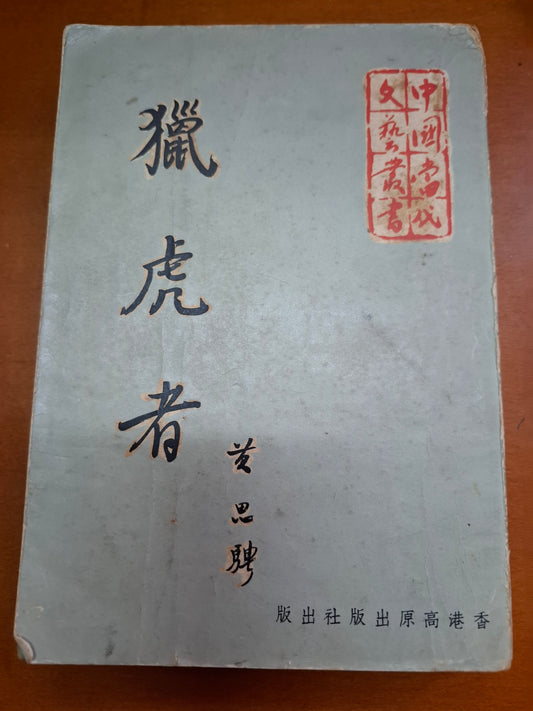 中國當代
文藝叢書
獵虎者
黃思騁
香港高原出版社出版